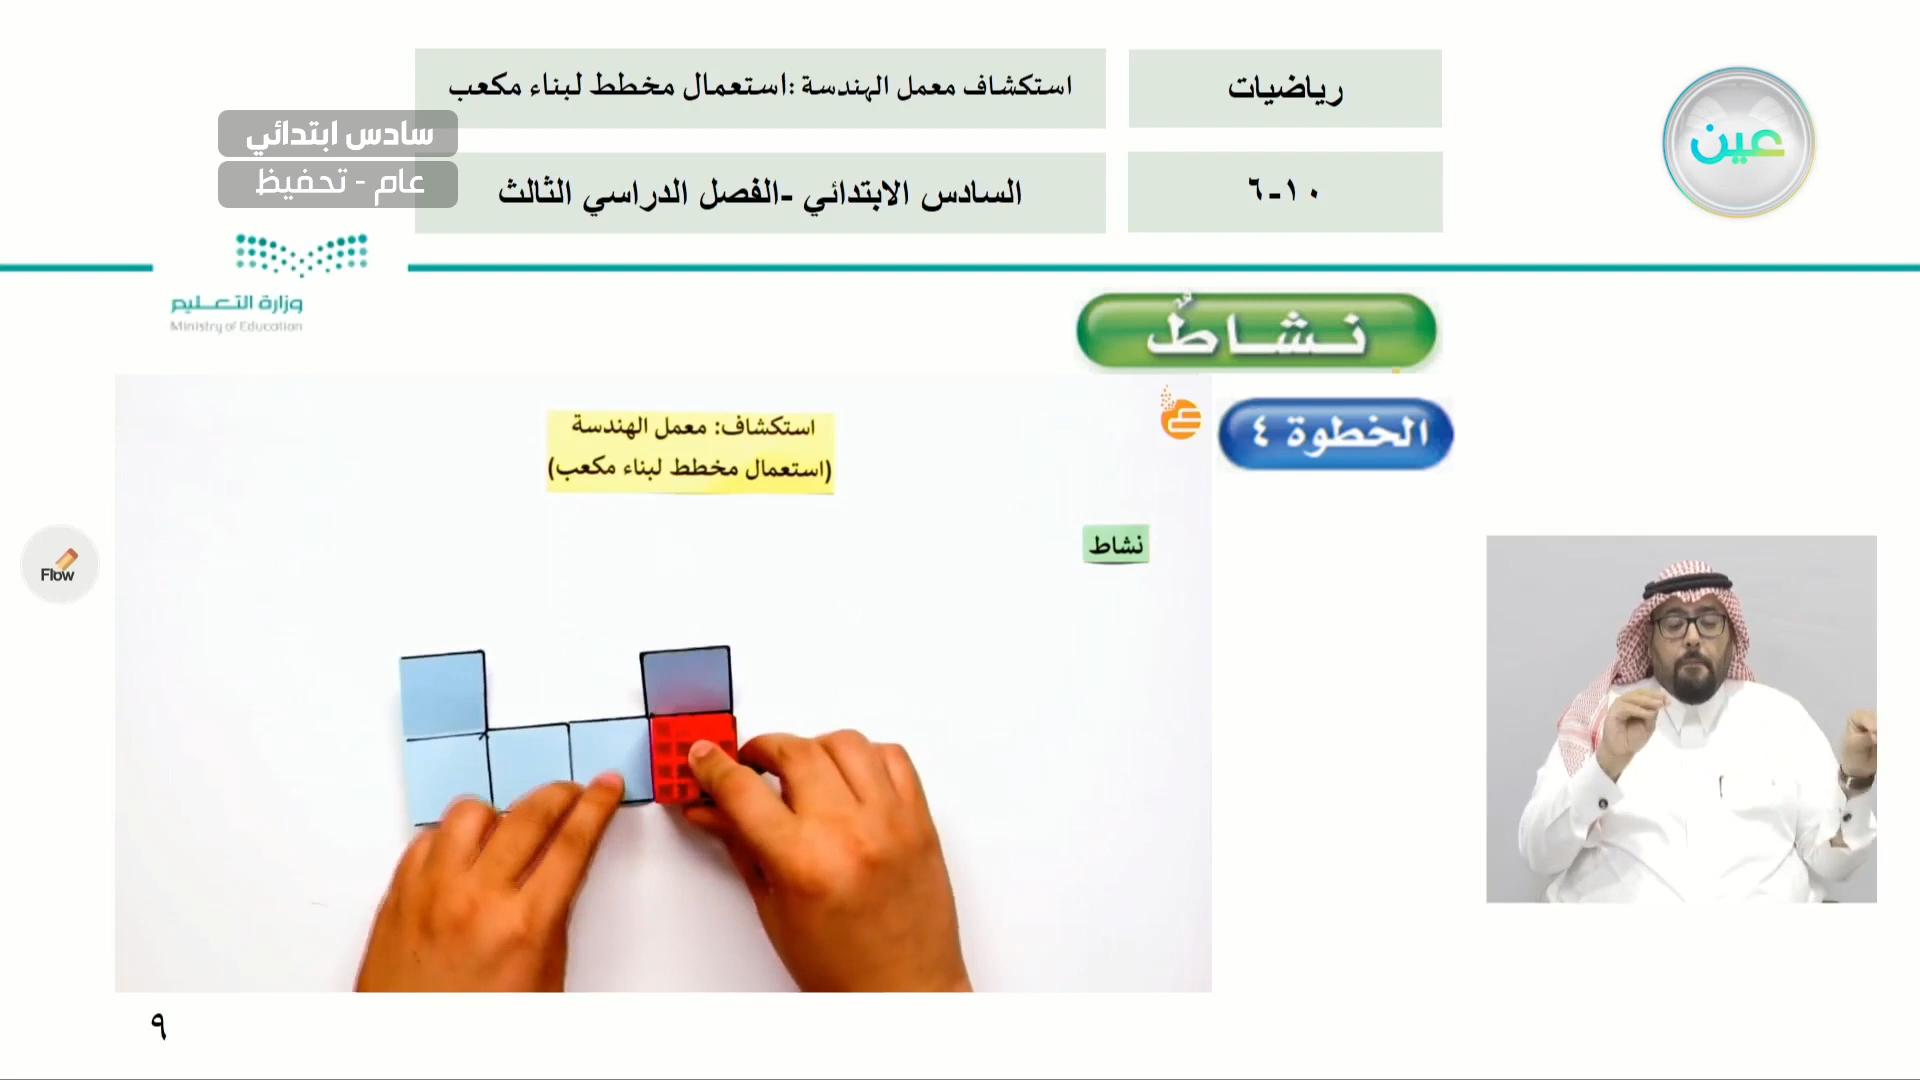 رياضيات
استكشاف معمل الهندسة :استعمال مخطط لبناء مكعب
سادس ابتدائي
عام - تحفيظ
١٠-٦
السادس الابتدائي -الفصل الدراسي الثالث
عين
وزارة التعليم
Ministry of Education
نشاطٌ
الخطوة ٤
استكشاف: معمل الهندسة
(استعمال مخطط لبناء مكعب)
نشاط
Flow
٩